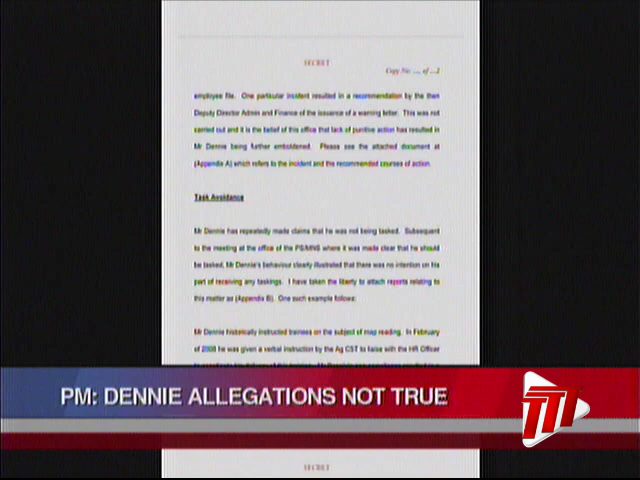 SECRET
Copy No: .... of ...2
employee file. One particular incident resulted in a recommendation by the then
Deputy Director Admin and Finance of the issuance of a warning letter. This was not
carried out and it is the belief of this office that lack of punitive action has resulted in
Mr Dennie being further emboldened. Please see the attached document at
(Appendix A) which refers to the incident and the recommended courses of action.
Task Avoidance
Mr Dennie has repeatedly made claims that he was not being tasked. Subsequent
to the meeting at the office of the PS/MNS where it was made clear that he should
be tasked, Mr Dennie's behaviour clearly illustrated that there was no intention on his
part of receiving any taskings. I have taken the liberty to attach reports relating to
this matter as (Appendix B). One such example follows:
Mr Dennie historically instructed trainees on the subject of map reading. In February
of 2008 he was given a verbal instruction by the Ag CST to liaise with the HR Officer
PM: DENNIE ALLEGATIONS NOT TRUE
SECRET